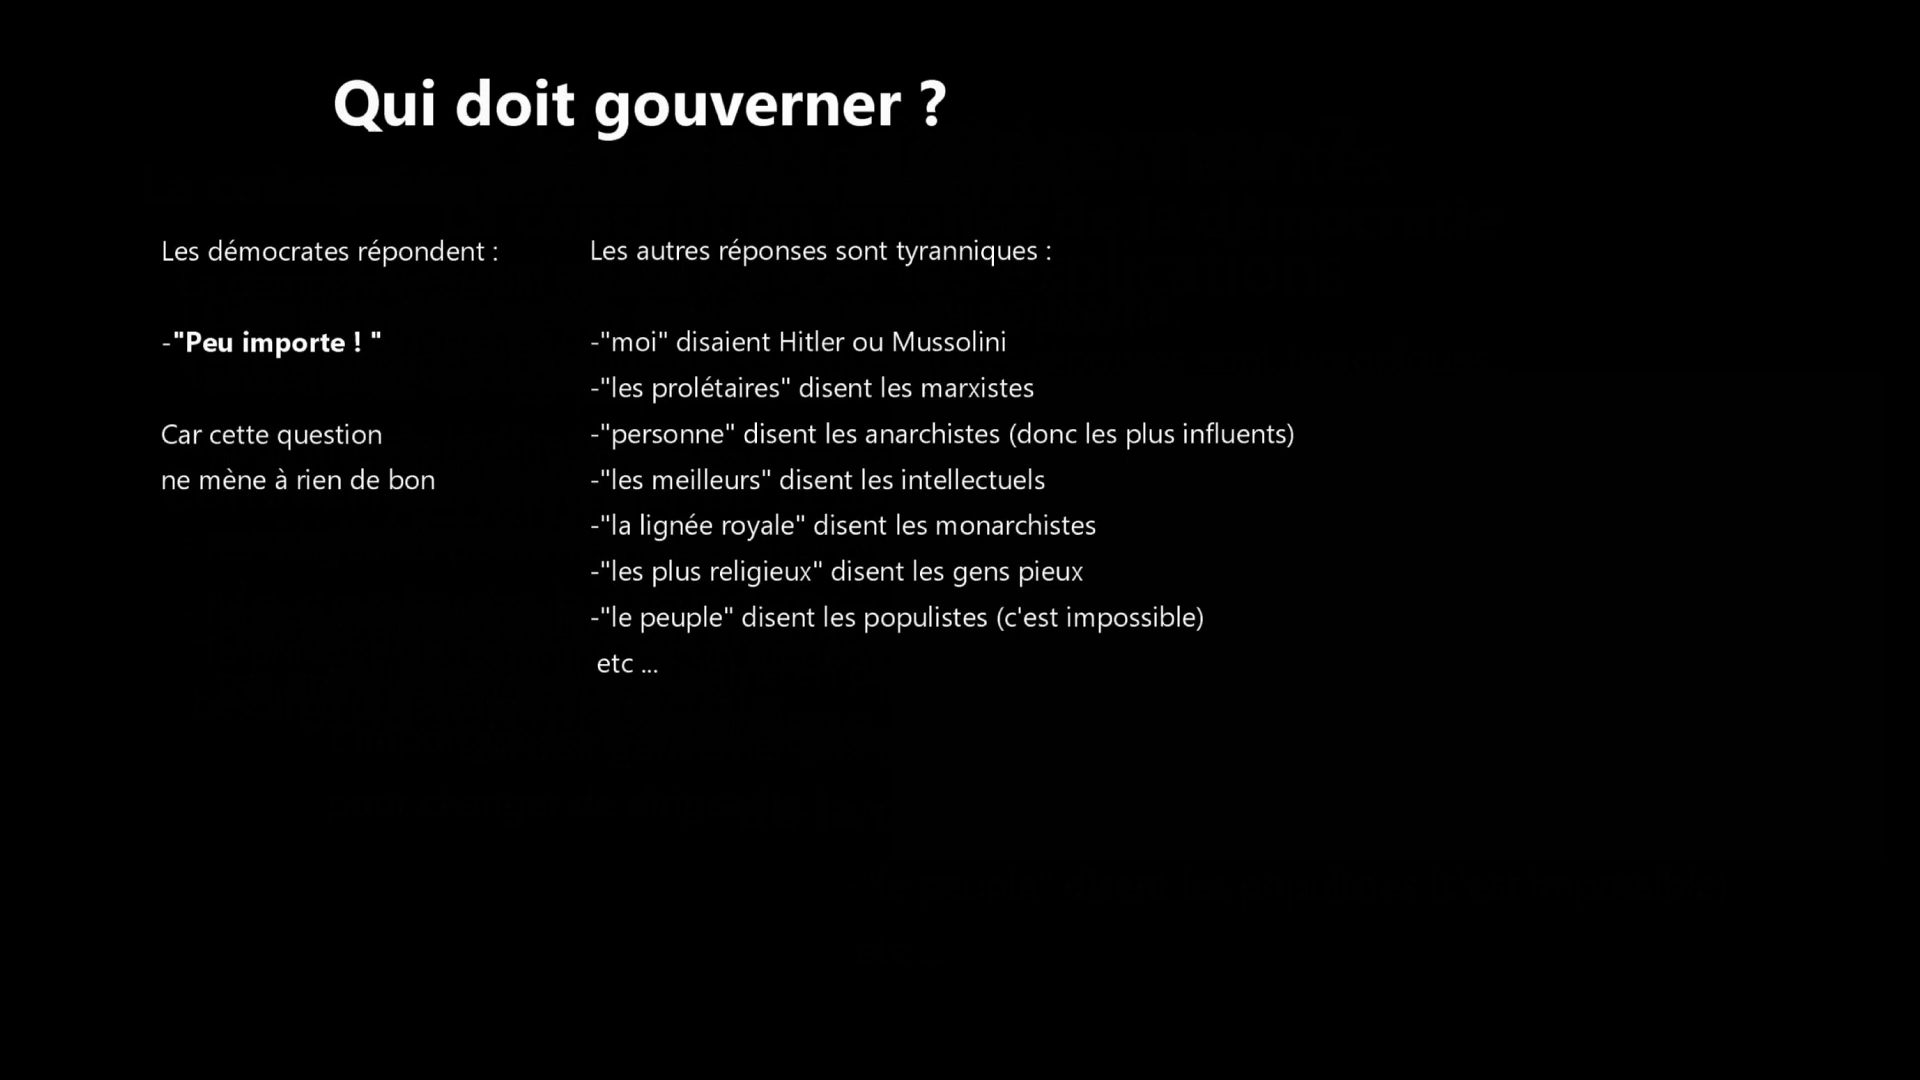 Qui doit gouverner ?
Les démocrates répondent :
-"Peu importe ! "
Car cette question
ne mène à rien de bon
Les autres réponses sont tyranniques :
-"moi" disaient Hitler ou Mussolini
-"les prolétaires" disent les marxistes
-"personne" disent les anarchistes (donc les plus influents)
-"les meilleurs" disent les intellectuels
-"la lignée royale" disent les monarchistes
-"les plus religieux" disent les gens pieux
-"le peuple" disent les populistes (c'est impossible)
etc ...